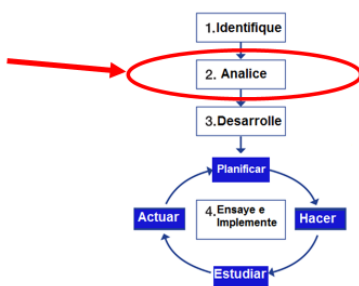 1. Identifique
2. Analice
3. Desarrolle
Planificar
Actuar
4. Ensaye e
Implemente
Hacer
Estudiar